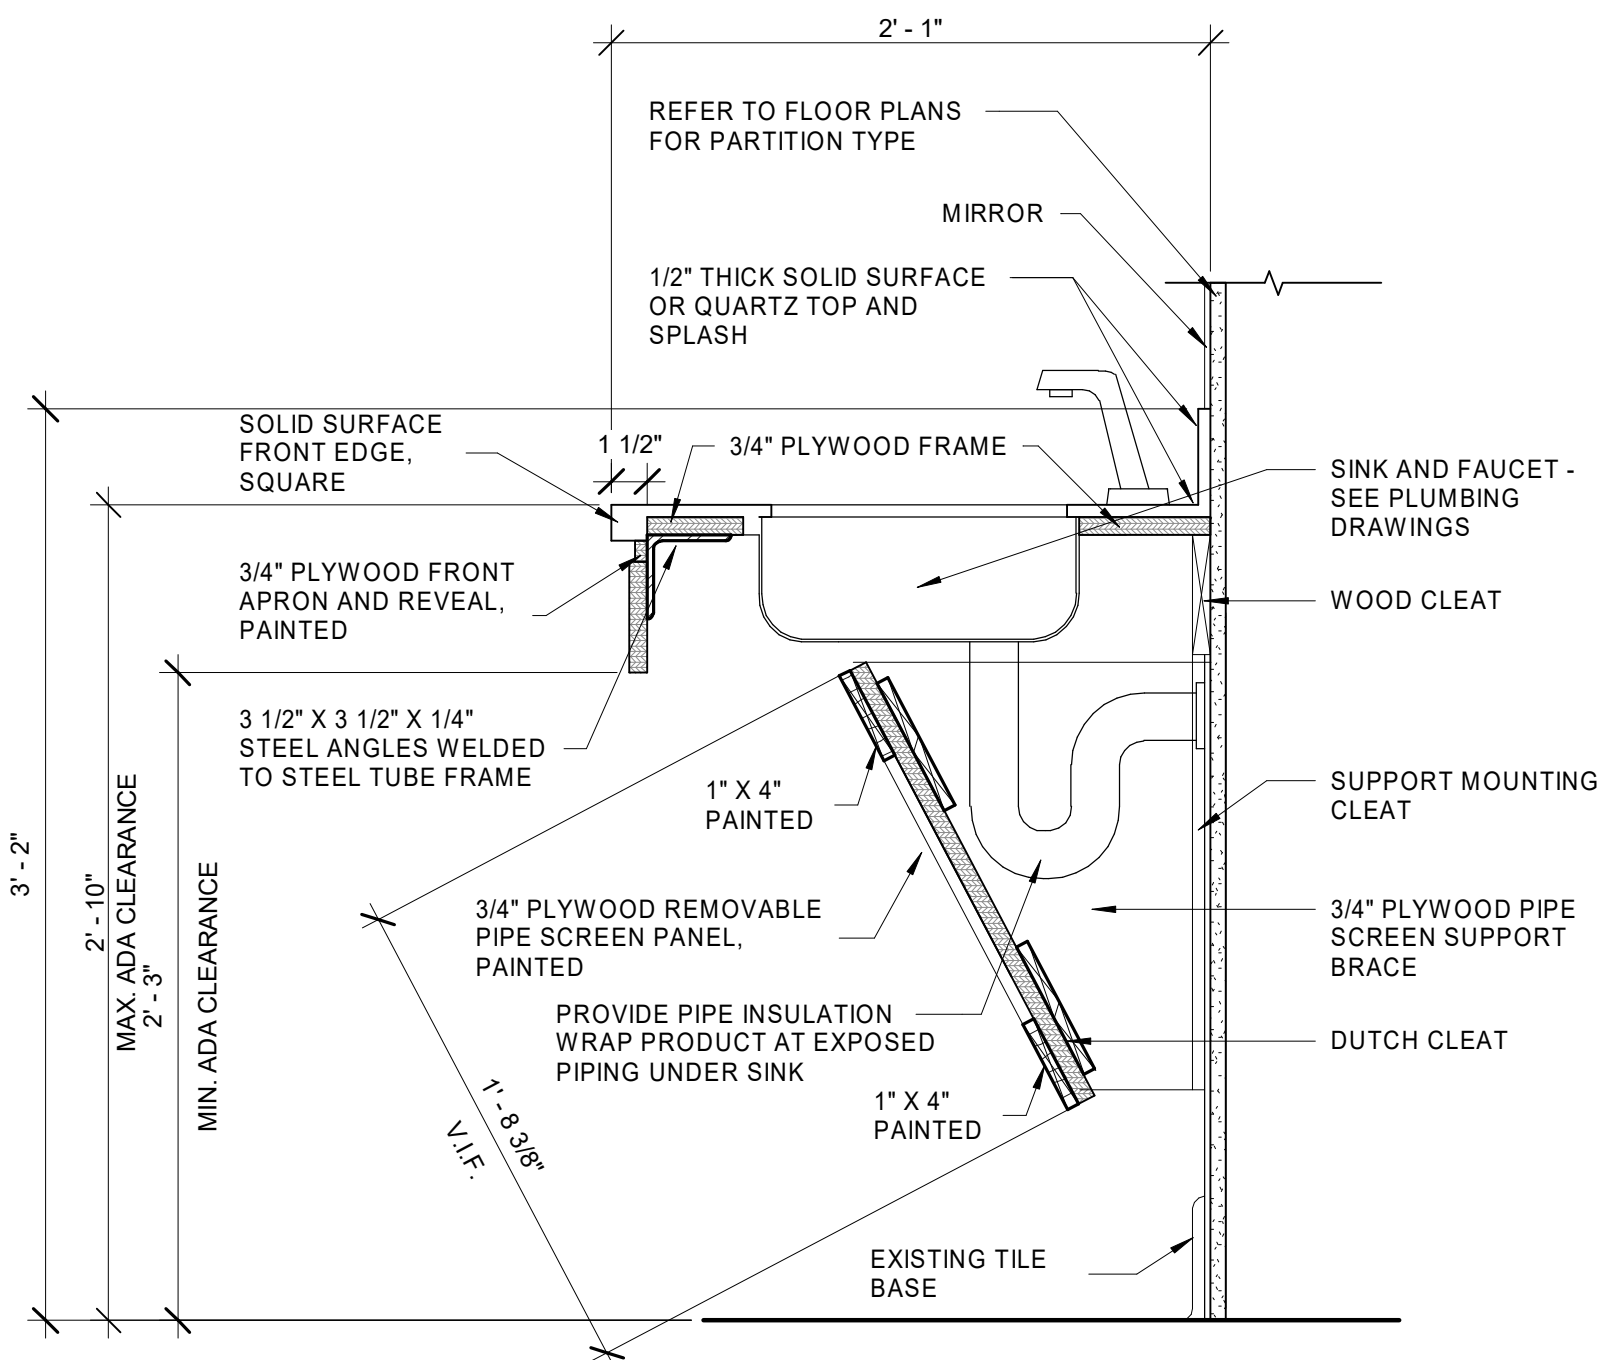 2' - 1"
REFER TO FLOOR PLANS
FOR PARTITION TYPE
MIRROR
1/2" THICK SOLID SURFACE
OR QUARTZ TOP AND
SPLASH
SOLID SURFACE
FRONT EDGE,
SQUARE
1 1/2"
3/4" PLYWOOD FRAME
SINK AND FAUCET -
SEE PLUMBING
DRAWINGS
3/4" PLYWOOD FRONT
APRON AND REVEAL,
PAINTED
WOOD CLEAT
3 1/2" X 3 1/2" X 1/4"
STEEL ANGLES WELDED
TO STEEL TUBE FRAME
1" X 4"
PAINTED
SUPPORT MOUNTING
CLEAT
3' - 2"
2' - 10"
MAX. ADA CLEARANCE
2' - 3"
MIN. ADA CLEARANCE
3/4" PLYWOOD REMOVABLE
PIPE SCREEN PANEL,
PAINTED
3/4" PLYWOOD PIPE
SCREEN SUPPORT
BRACE
PROVIDE PIPE INSULATION
WRAP PRODUCT AT EXPOSED
PIPING UNDER SINK
DUTCH CLEAT
1' - 8 3/8"
V.I.F.
1" X 4"
PAINTED
EXISTING TILE
BASE